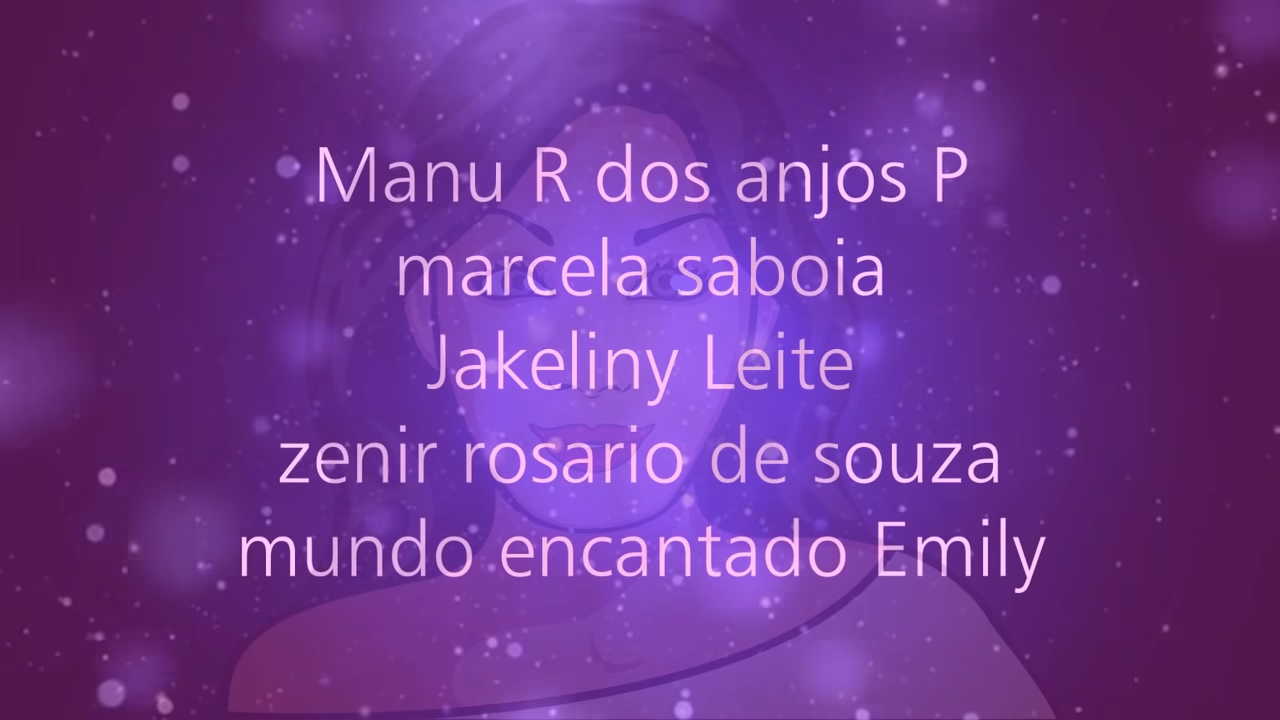 Manu R dos anjos P
marcela saboia
Jakeliny Leite
zenir rosario de souza
mundo encantado Emily